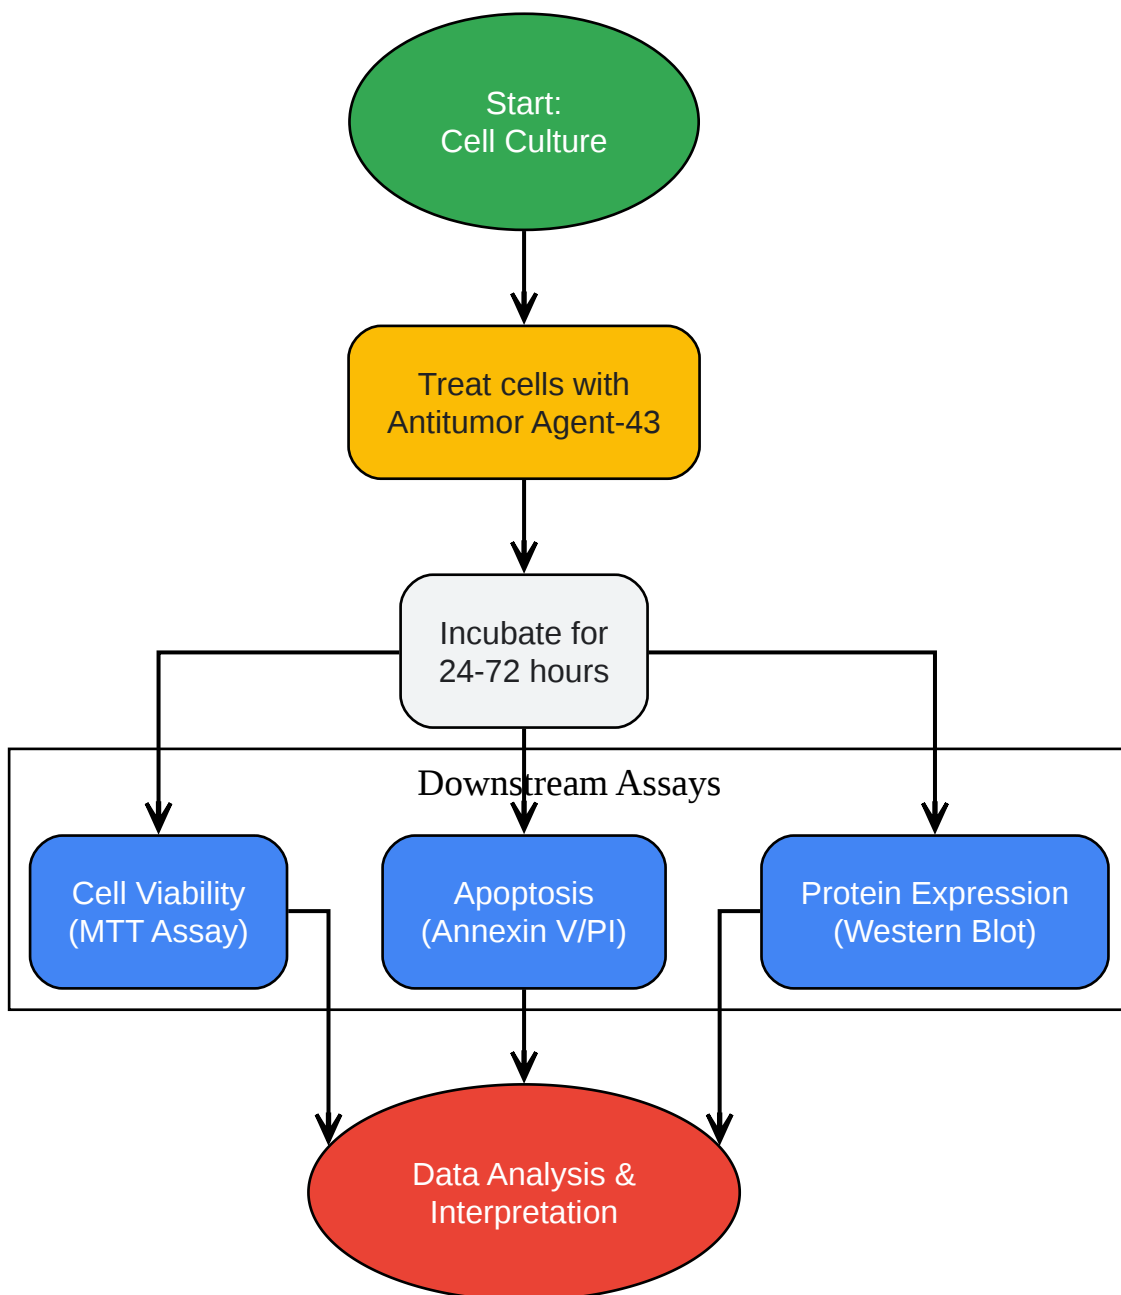 Start:
Cell Culture
Treat cells with
Antitumor Agent-43
Incubate for
24-72 hours
Downstream Assays
Cell Viability
(MTT Assay)
Apoptosis
(Annexin V/PI)
Protein Expression
(Western Blot)
Data Analysis &
Interpretation